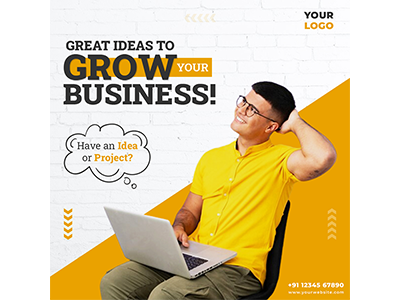 YOUR
LOGO
GREAT IDEAS TO
GROW YOUR
BUSINESS!
Have an Idea
or Project?
+91 12345 67890
www.yourwebsite.com